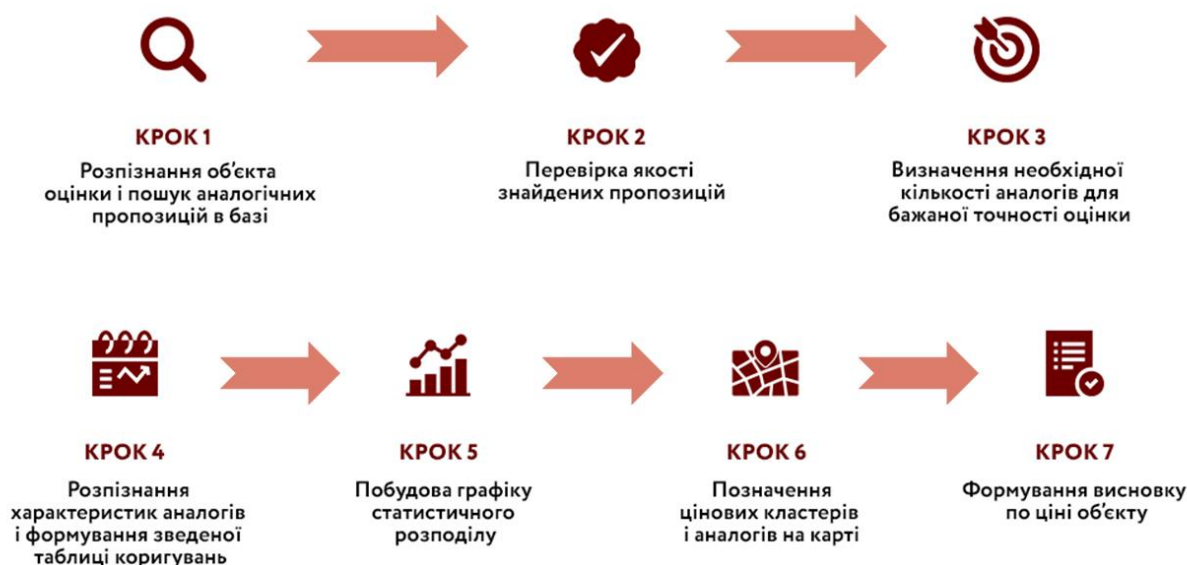 КРОК 1
Розпізнання об’єкта
оцінки і пошук аналогічних
пропозицій в базі
КРОК 2
Перевірка якості
знайдених пропозицій
КРОК 3
Визначення необхідної
кількості аналогів для
бажаної точності оцінки
КРОК 4
Розпізнання
характеристик аналогів
і формування зведеної
таблиці коригувань
КРОК 5
Побудова графіку
статистичного
розподілу
КРОК 6
Позначення
цінових кластерів
і аналогів на карті
КРОК 7
Формування висновку
по ціні об’єкту